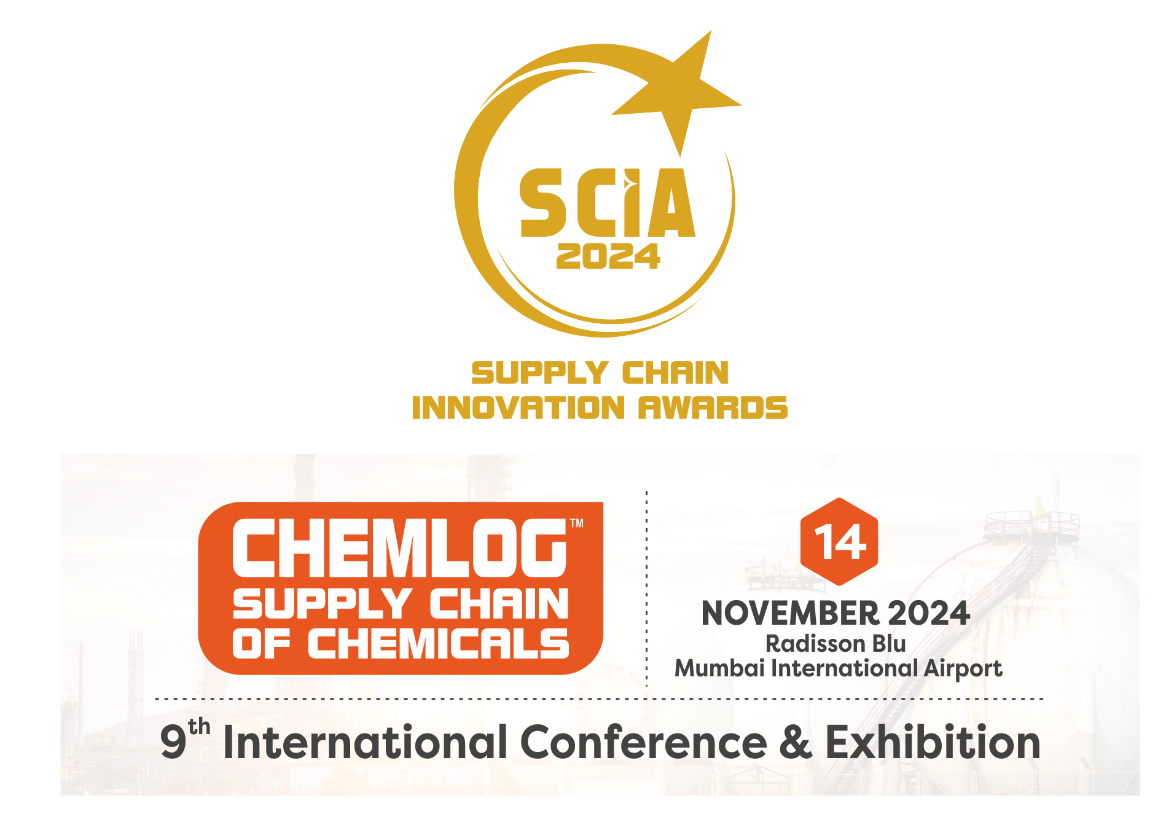 SCiA
2024
SUPPLY CHAIN
INNOVATION AWARDS
CHEMLOG™
SUPPLY CHAIN
OF CHEMICALS
14
NOVEMBER 2024
Radisson Blu
Mumbai International Airport
9th International Conference & Exhibition